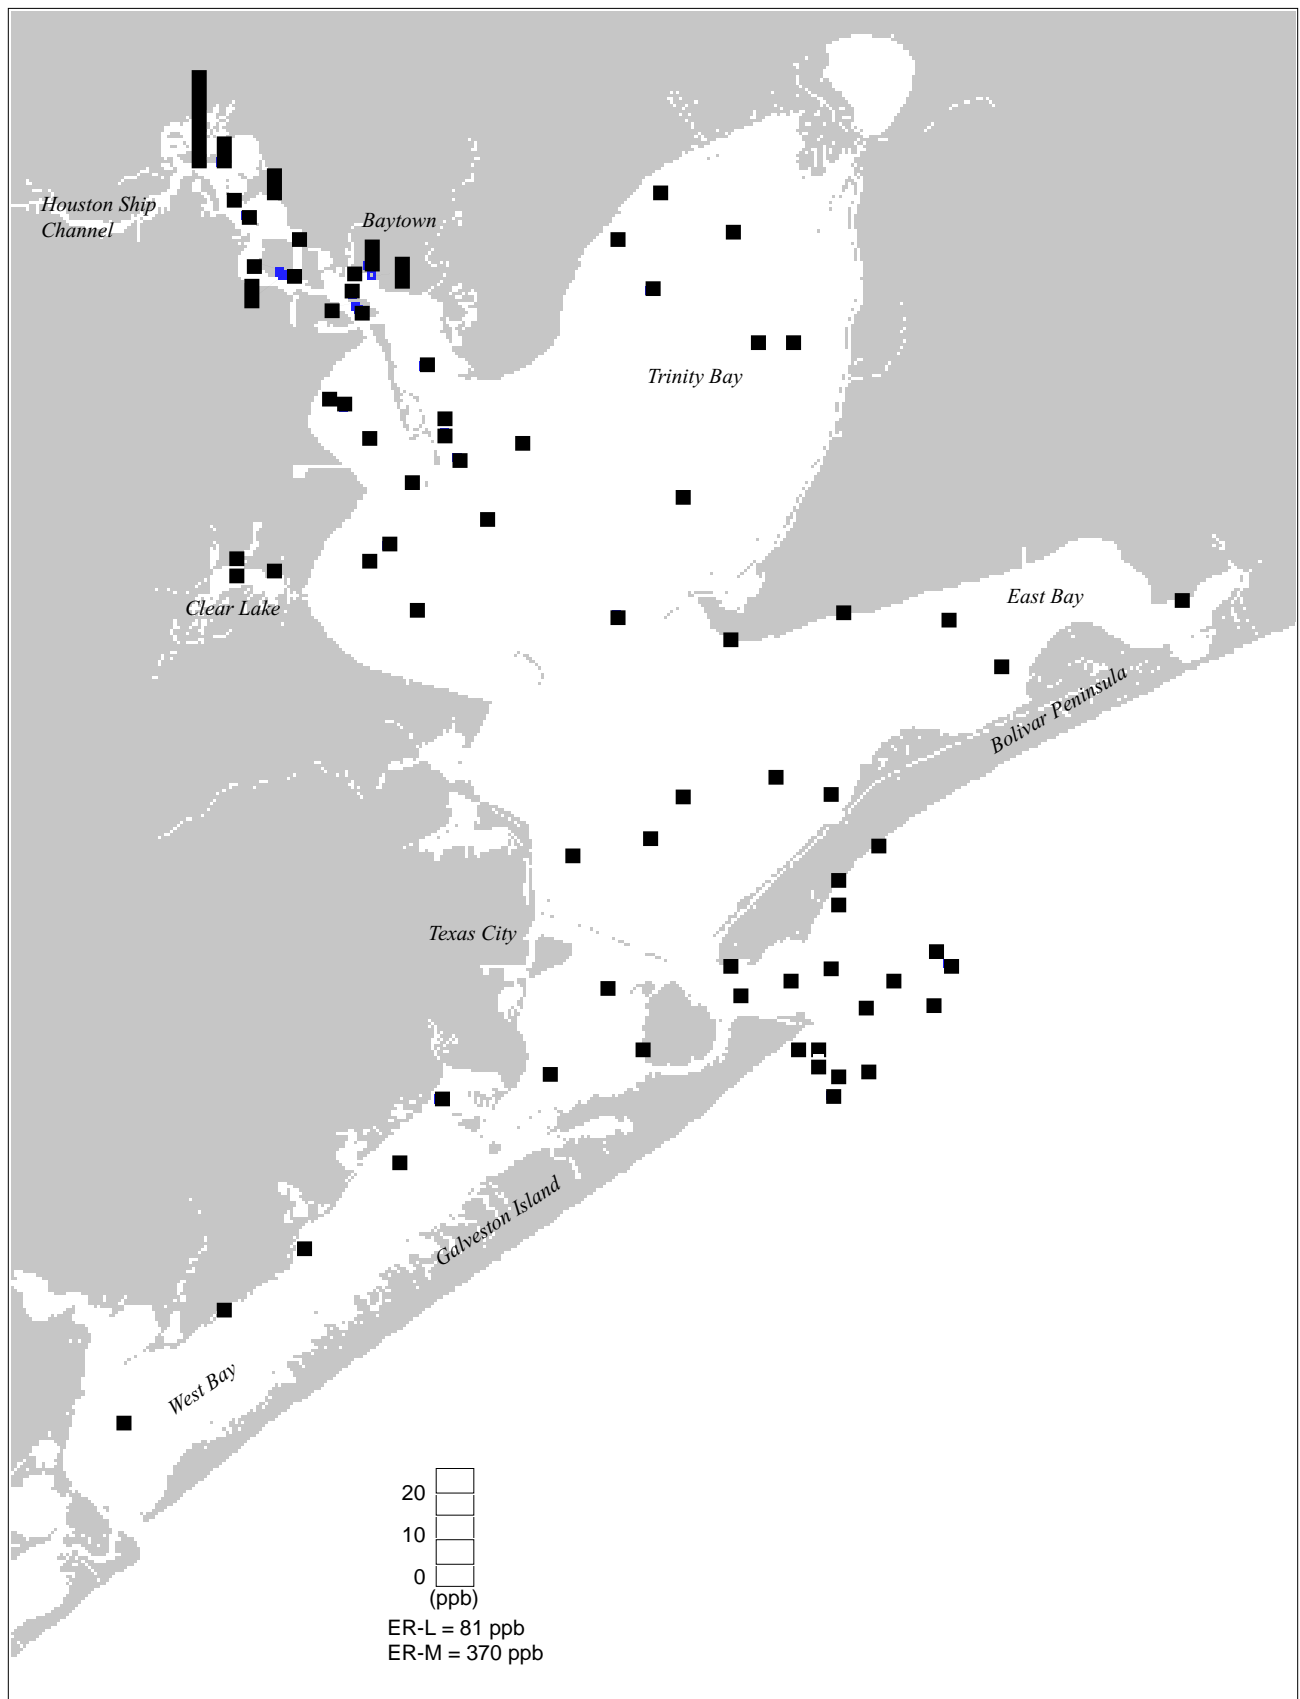 Houston Ship
Channel
Baytown
Trinity Bay
Clear Lake
East Bay
Bolivar Peninsula
Texas City
Galveston Island
West Bay
20
10
0
(ppb)
ER-L = 81 ppb
ER-M = 370 ppb